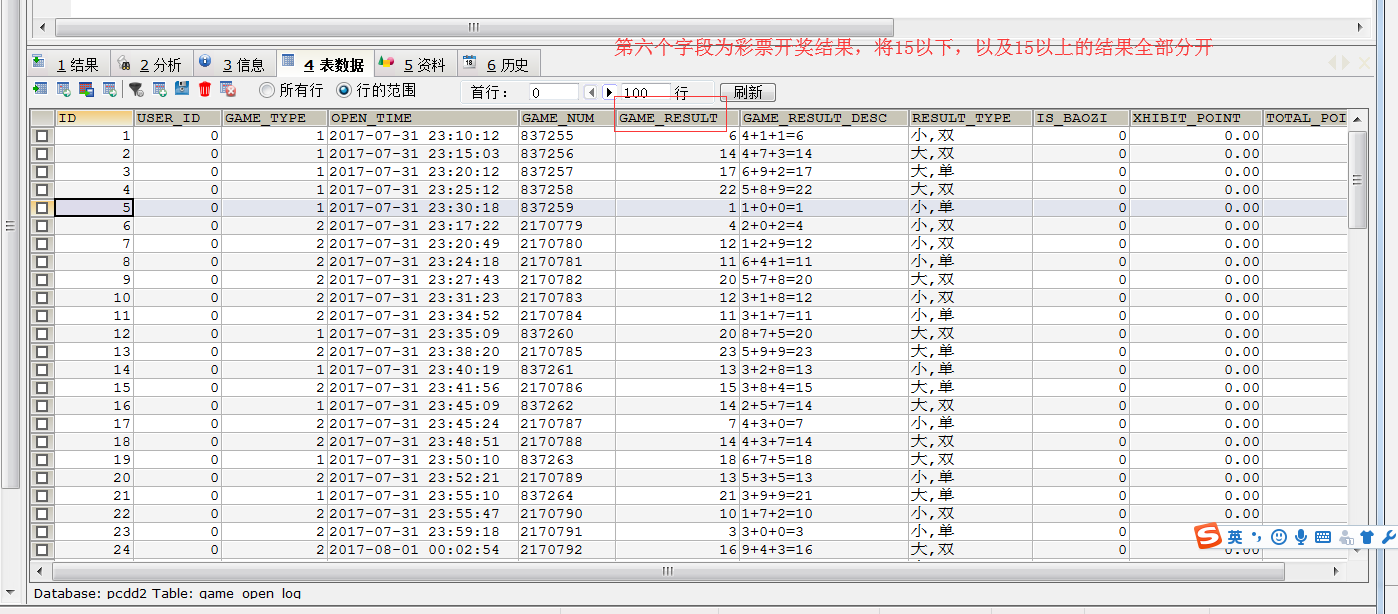 第六个字段为彩票开奖结果，将15以下，以及15以上的结果全部分开
1 结果 2 分析 3 信息 4 表数据 5 资料 6 历史
所有行 行的范围 首行： 0 100 行 刷新
ID USER_ID GAME_TYPE OPEN_TIME GAME_NUM GAME_RESULT GAME_RESULT_DESC RESULT_TYPE IS_BAOZI XHIBIT_POINT TOTAL_POI
1 0 1 2017-07-31 23:10:12 837255 6 4+1+1=6 小,双 0 0.00
2 0 1 2017-07-31 23:15:03 837256 14 4+7+3=14 大,双 0 0.00
3 0 1 2017-07-31 23:20:12 837257 17 6+9+2=17 大,单 0 0.00
4 0 1 2017-07-31 23:25:12 837258 22 5+8+9=22 大,双 0 0.00
5 0 1 2017-07-31 23:30:18 837259 1 1+0+0=1 小,单 0 0.00
6 0 2 2017-07-31 23:17:22 2170779 4 2+0+2=4 小,双 0 0.00
7 0 2 2017-07-31 23:20:49 2170780 12 1+2+9=12 小,双 0 0.00
8 0 2 2017-07-31 23:24:18 2170781 11 6+4+1=11 小,单 0 0.00
9 0 2 2017-07-31 23:27:43 2170782 20 5+7+8=20 大,双 0 0.00
10 0 2 2017-07-31 23:31:23 2170783 12 3+1+8=12 小,双 0 0.00
11 0 2 2017-07-31 23:34:52 2170784 11 3+1+7=11 小,单 0 0.00
12 0 1 2017-07-31 23:35:09 837260 20 8+7+5=20 大,双 0 0.00
13 0 2 2017-07-31 23:38:20 2170785 23 5+9+9=23 大,单 0 0.00
14 0 1 2017-07-31 23:40:19 837261 13 3+2+8=13 小,单 0 0.00
15 0 2 2017-07-31 23:41:56 2170786 15 3+8+4=15 大,单 0 0.00
16 0 1 2017-07-31 23:45:09 837262 14 2+5+7=14 大,双 0 0.00
17 0 2 2017-07-31 23:45:24 2170787 7 4+3+0=7 小,单 0 0.00
18 0 2 2017-07-31 23:48:51 2170788 14 4+3+7=14 大,双 0 0.00
19 0 1 2017-07-31 23:50:10 837263 18 6+7+5=18 大,双 0 0.00
20 0 2 2017-07-31 23:52:21 2170789 13 5+3+5=13 小,单 0 0.00
21 0 1 2017-07-31 23:55:10 837264 21 3+9+9=21 大,单 0 0.00
22 0 2 2017-07-31 23:55:47 2170790 10 1+7+2=10 小,双 0 0.00
23 0 2 2017-07-31 23:59:18 2170791 3 3+0+0=3 小,单 0 0.00
24 0 2 2017-08-01 00:02:54 2170792 16 9+4+3=16 大,双 0 0.00
英
Database: pcdd2 Table: game_open_log